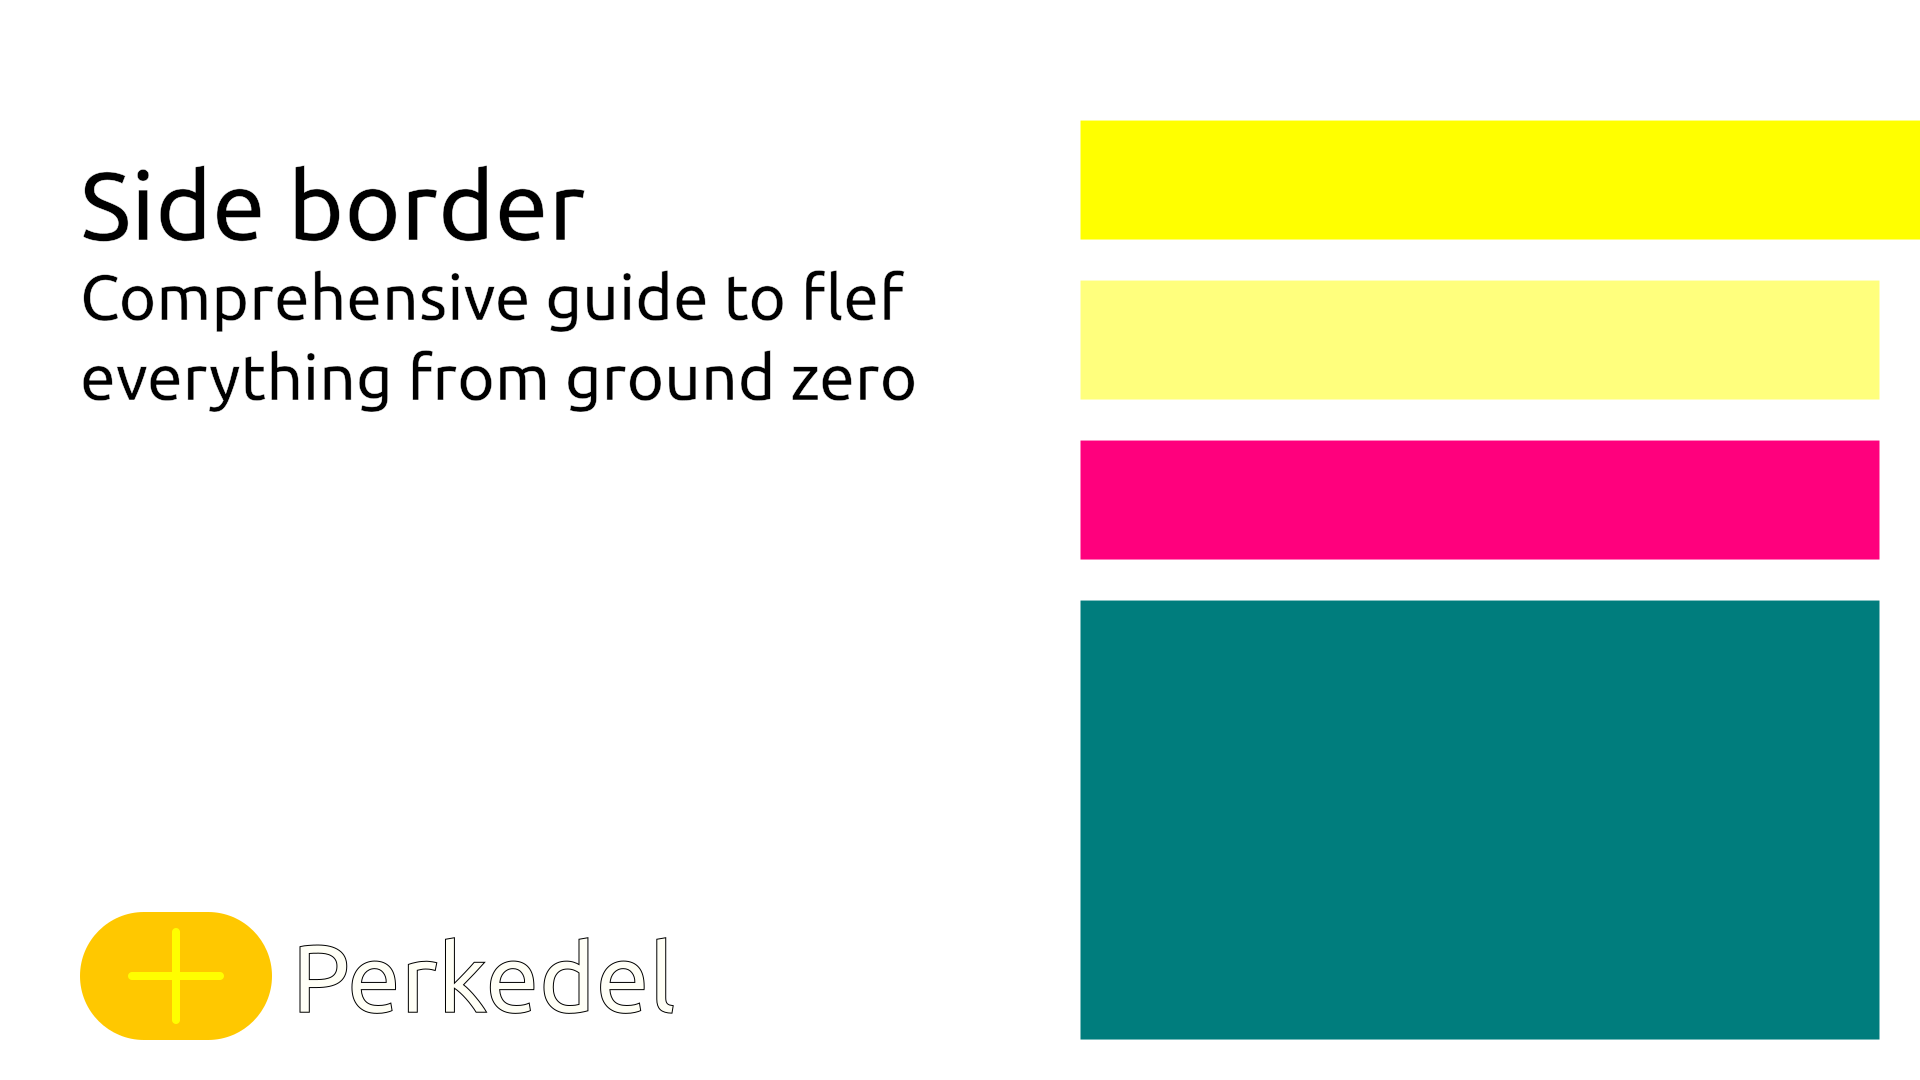 Side border
Comprehensive guide to flef
everything from ground zero
Perkedel